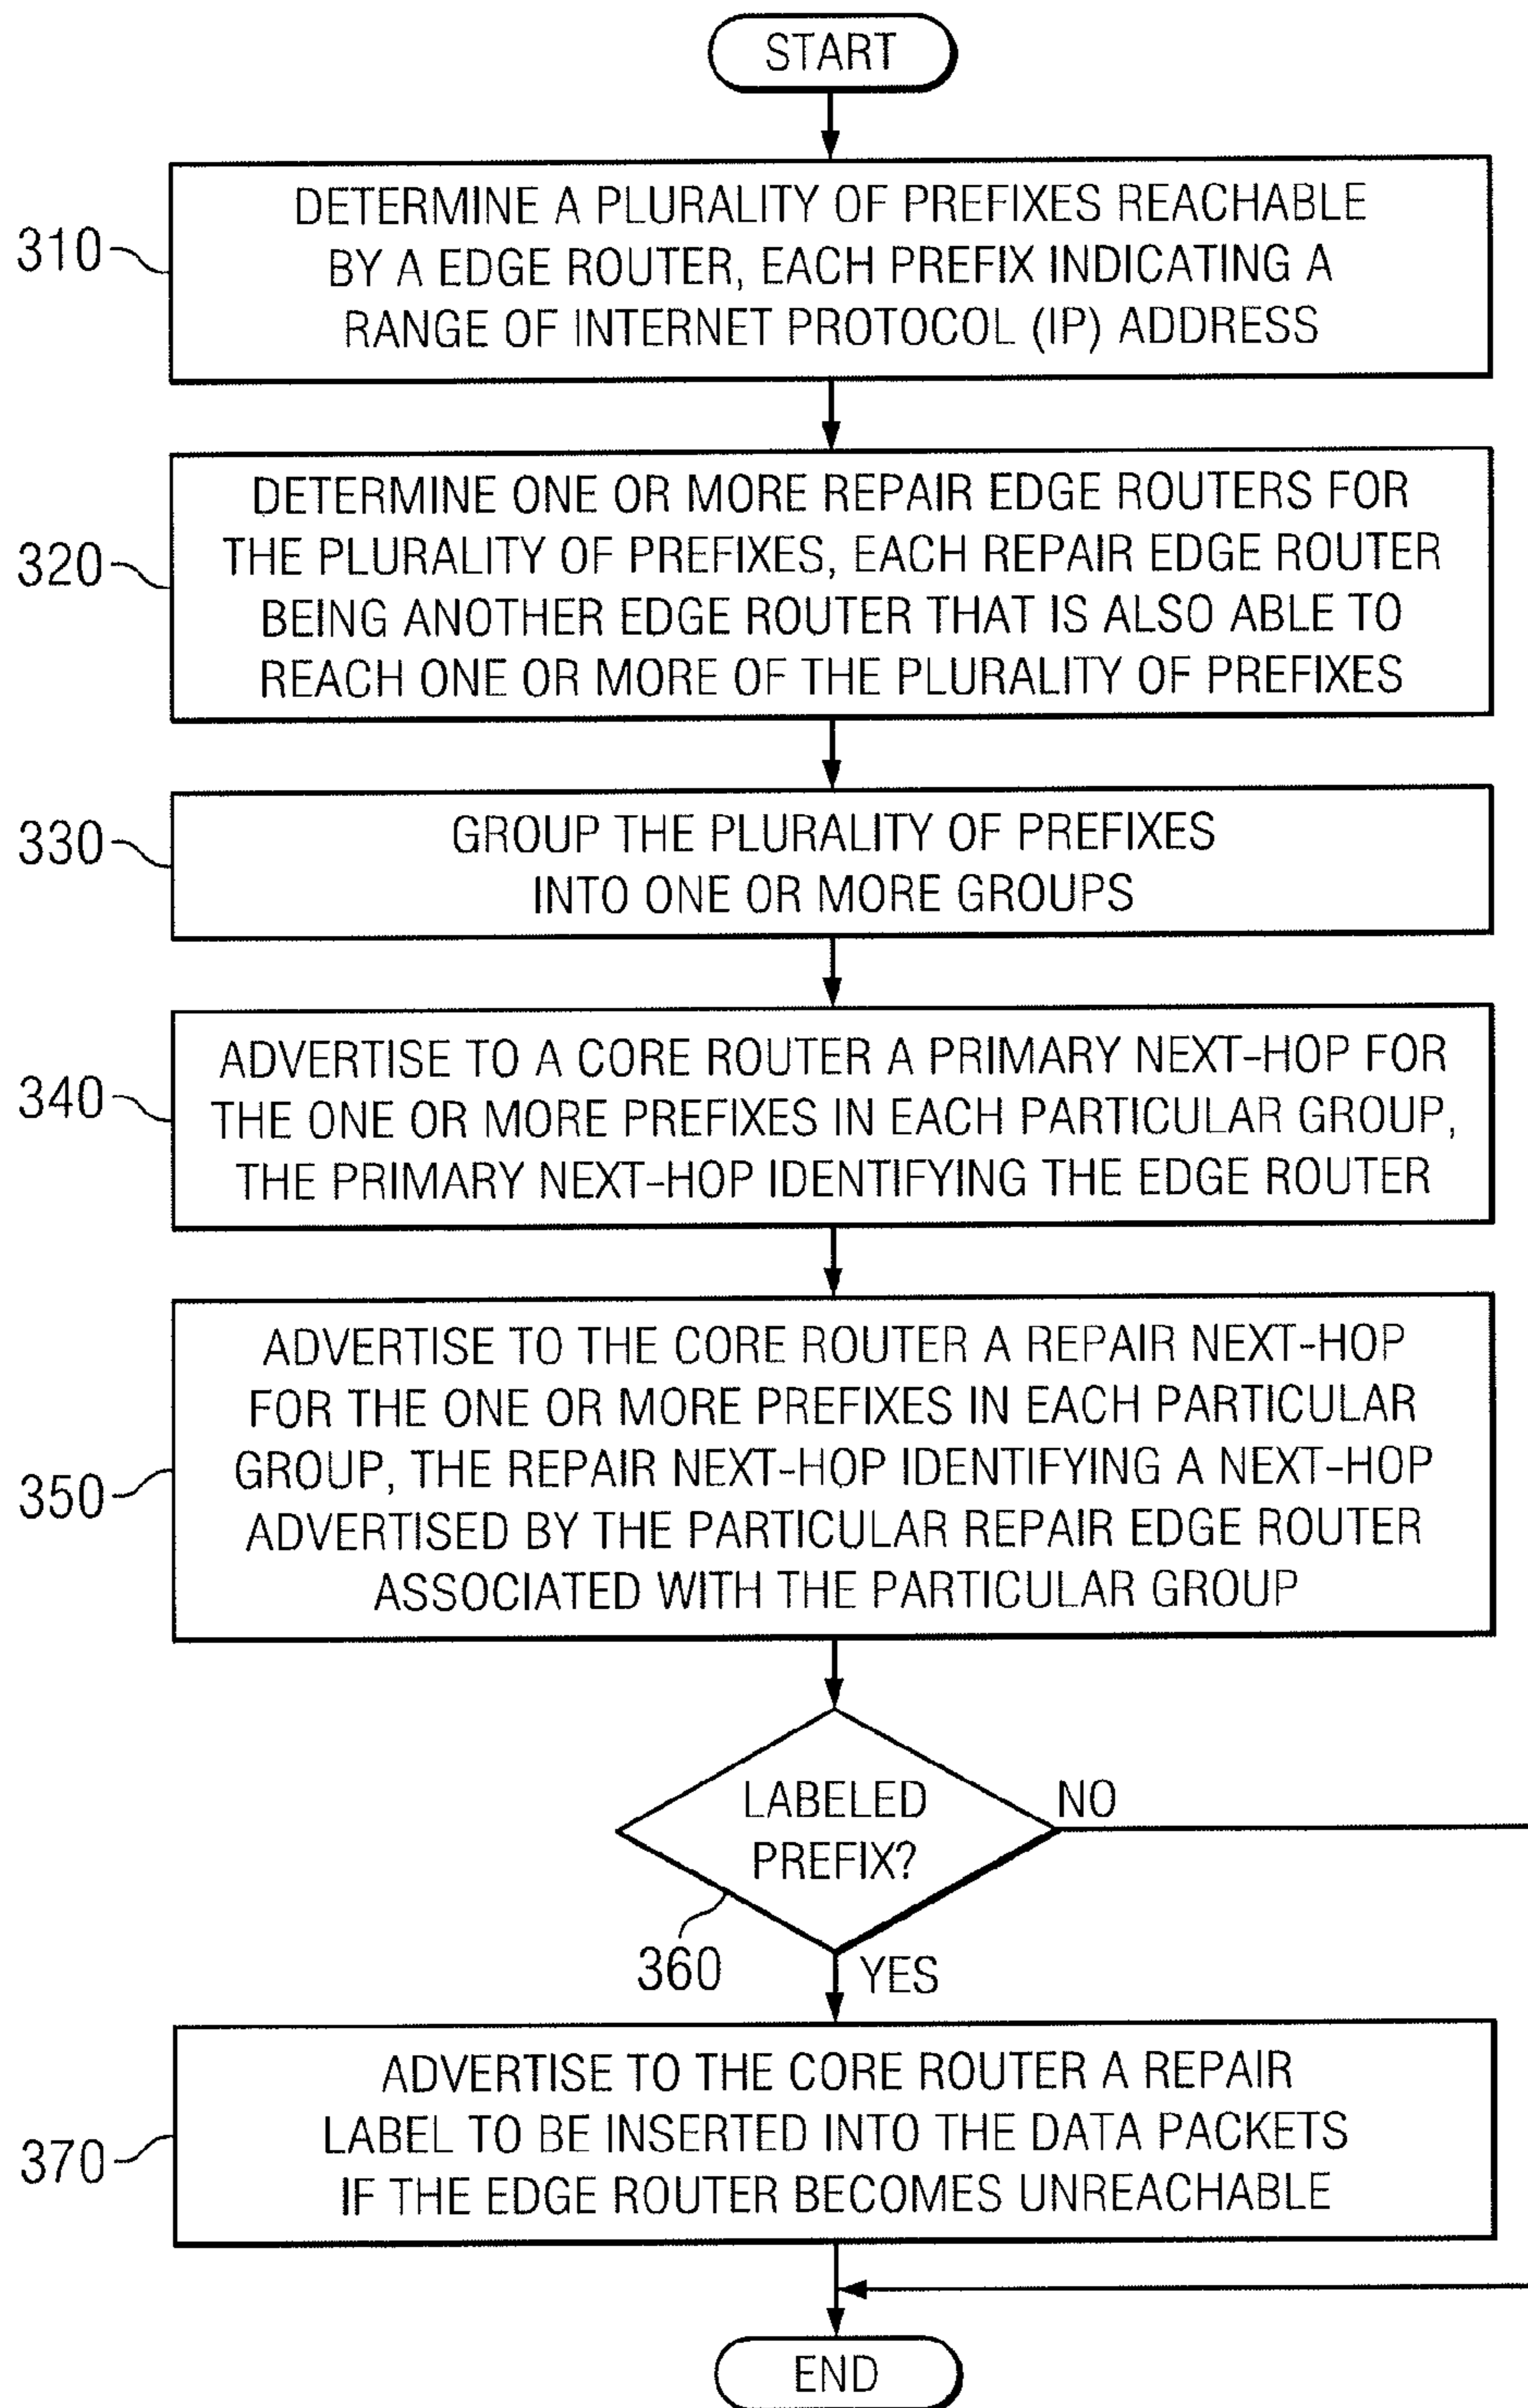 START
310
DETERMINE A PLURALITY OF PREFIXES REACHABLE
BY A EDGE ROUTER, EACH PREFIX INDICATING A
RANGE OF INTERNET PROTOCOL (IP) ADDRESS
320
DETERMINE ONE OR MORE REPAIR EDGE ROUTERS FOR
THE PLURALITY OF PREFIXES, EACH REPAIR EDGE ROUTER
BEING ANOTHER EDGE ROUTER THAT IS ALSO ABLE TO
REACH ONE OR MORE OF THE PLURALITY OF PREFIXES
330
GROUP THE PLURALITY OF PREFIXES
INTO ONE OR MORE GROUPS
340
ADVERTISE TO A CORE ROUTER A PRIMARY NEXT-HOP FOR
THE ONE OR MORE PREFIXES IN EACH PARTICULAR GROUP,
THE PRIMARY NEXT-HOP IDENTIFYING THE EDGE ROUTER
350
ADVERTISE TO THE CORE ROUTER A REPAIR NEXT-HOP
FOR THE ONE OR MORE PREFIXES IN EACH PARTICULAR
GROUP, THE REPAIR NEXT-HOP IDENTIFYING A NEXT-HOP
ADVERTISED BY THE PARTICULAR REPAIR EDGE ROUTER
ASSOCIATED WITH THE PARTICULAR GROUP
LABELED
PREFIX?
NO
360
YES
370
ADVERTISE TO THE CORE ROUTER A REPAIR
LABEL TO BE INSERTED INTO THE DATA PACKETS
IF THE EDGE ROUTER BECOMES UNREACHABLE
END